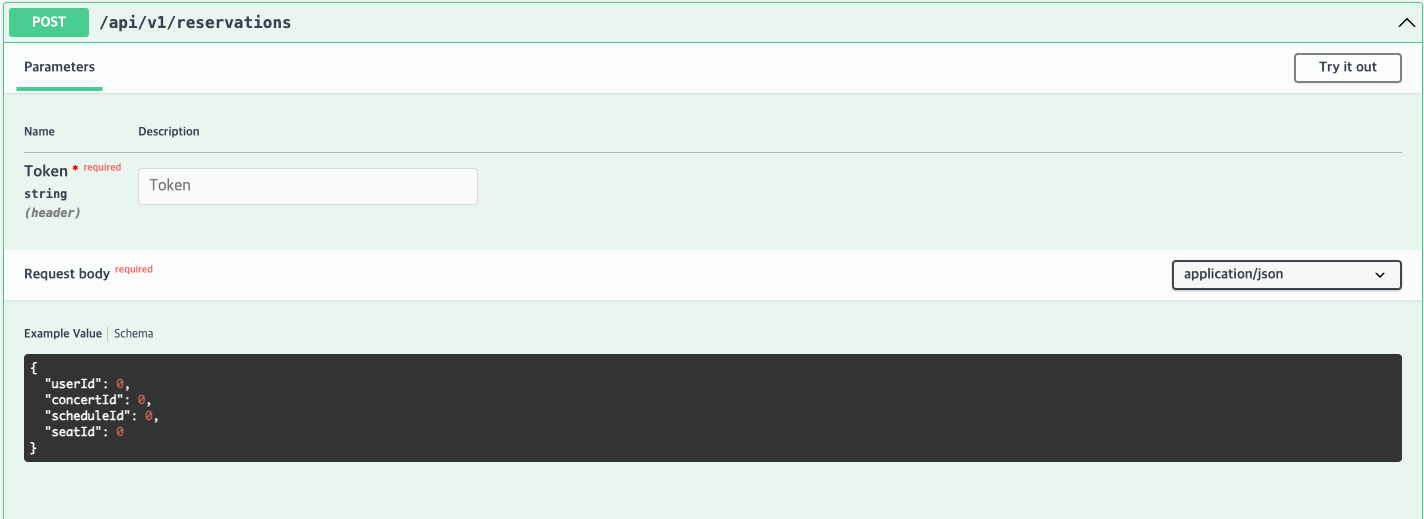 POST /api/v1/reservations
Parameters
Try it out
Name Description
Token * required
string
(header)
Token
Request body required
application/json
Example Value Schema
{
  "userId": 0,
  "concertId": 0,
  "scheduleId": 0,
  "seatId": 0
}